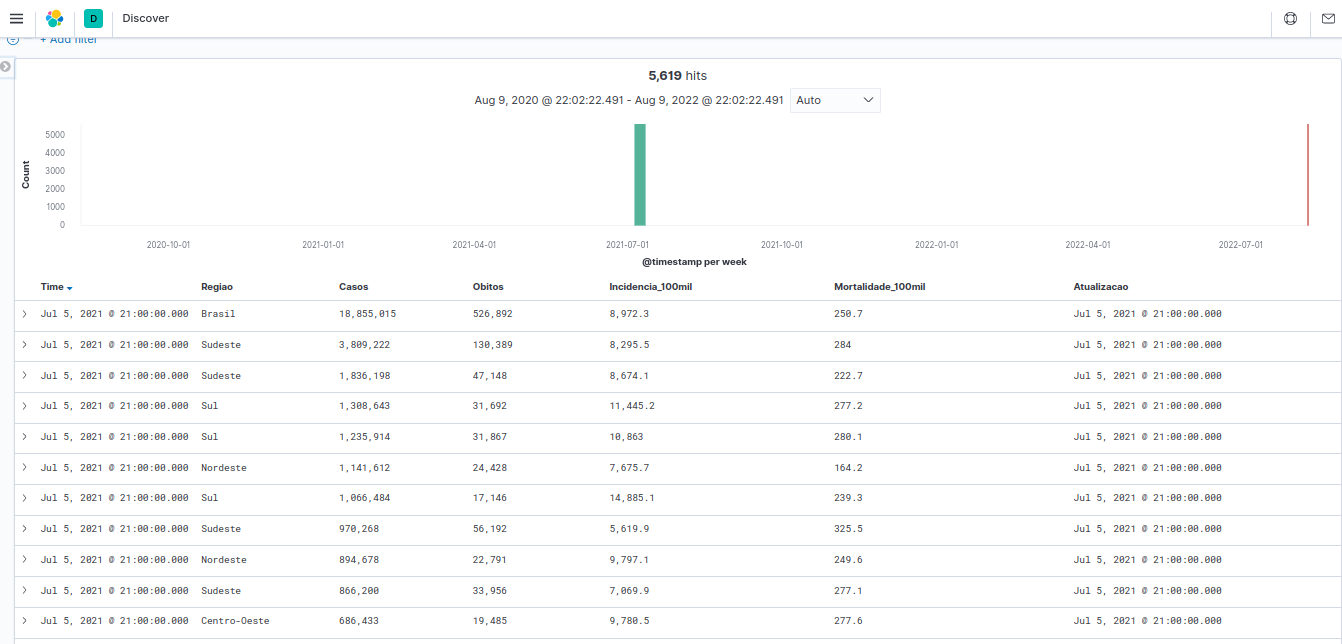 D Discover
+ Add filter
5,619 hits
Aug 9, 2020 @ 22:02:22.491 - Aug 9, 2022 @ 22:02:22.491 Auto
Count
5000
4000
3000
2000
1000
0
2020-10-01 2021-01-01 2021-04-01 2021-07-01 2021-10-01 2022-01-01 2022-04-01 2022-07-01
@timestamp per week
Time Regiao Casos Obitos Incidencia_100mil Mortalidade_100mil Atualizacao
Jul 5, 2021 @ 21:00:00.000 Brasil 18,855,015 526,892 8,972.3 250.7 Jul 5, 2021 @ 21:00:00.000
Jul 5, 2021 @ 21:00:00.000 Sudeste 3,809,222 130,389 8,295.5 284 Jul 5, 2021 @ 21:00:00.000
Jul 5, 2021 @ 21:00:00.000 Sudeste 1,836,198 47,148 8,674.1 222.7 Jul 5, 2021 @ 21:00:00.000
Jul 5, 2021 @ 21:00:00.000 Sul 1,308,643 31,692 11,445.2 277.2 Jul 5, 2021 @ 21:00:00.000
Jul 5, 2021 @ 21:00:00.000 Sul 1,235,914 31,867 10,863 280.1 Jul 5, 2021 @ 21:00:00.000
Jul 5, 2021 @ 21:00:00.000 Nordeste 1,141,612 24,428 7,675.7 164.2 Jul 5, 2021 @ 21:00:00.000
Jul 5, 2021 @ 21:00:00.000 Sul 1,066,484 17,146 14,885.1 239.3 Jul 5, 2021 @ 21:00:00.000
Jul 5, 2021 @ 21:00:00.000 Sudeste 970,268 56,192 5,619.9 325.5 Jul 5, 2021 @ 21:00:00.000
Jul 5, 2021 @ 21:00:00.000 Nordeste 894,678 22,791 9,797.1 249.6 Jul 5, 2021 @ 21:00:00.000
Jul 5, 2021 @ 21:00:00.000 Sudeste 866,200 33,956 7,069.9 277.1 Jul 5, 2021 @ 21:00:00.000
Jul 5, 2021 @ 21:00:00.000 Centro-Oeste 686,433 19,485 9,780.5 277.6 Jul 5, 2021 @ 21:00:00.000